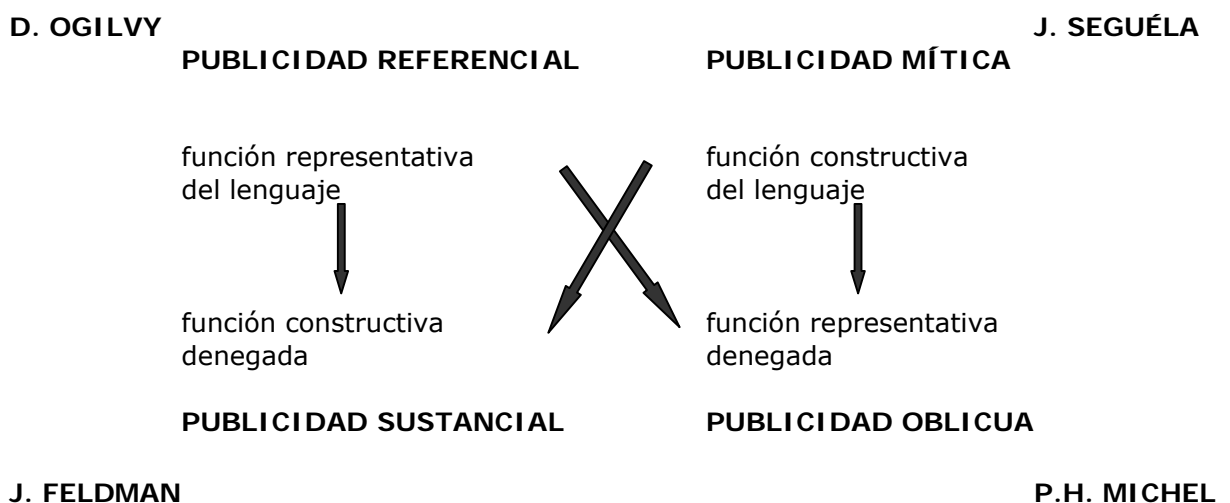 D. OGILVY
J. SEGUÉLA
PUBLICIDAD REFERENCIAL
PUBLICIDAD MÍTICA
función representativa
del lenguaje
función constructiva
del lenguaje
función constructiva
denegada
función representativa
denegada
PUBLICIDAD SUSTANCIAL
PUBLICIDAD OBLICUA
J. FELDMAN
P.H. MICHEL